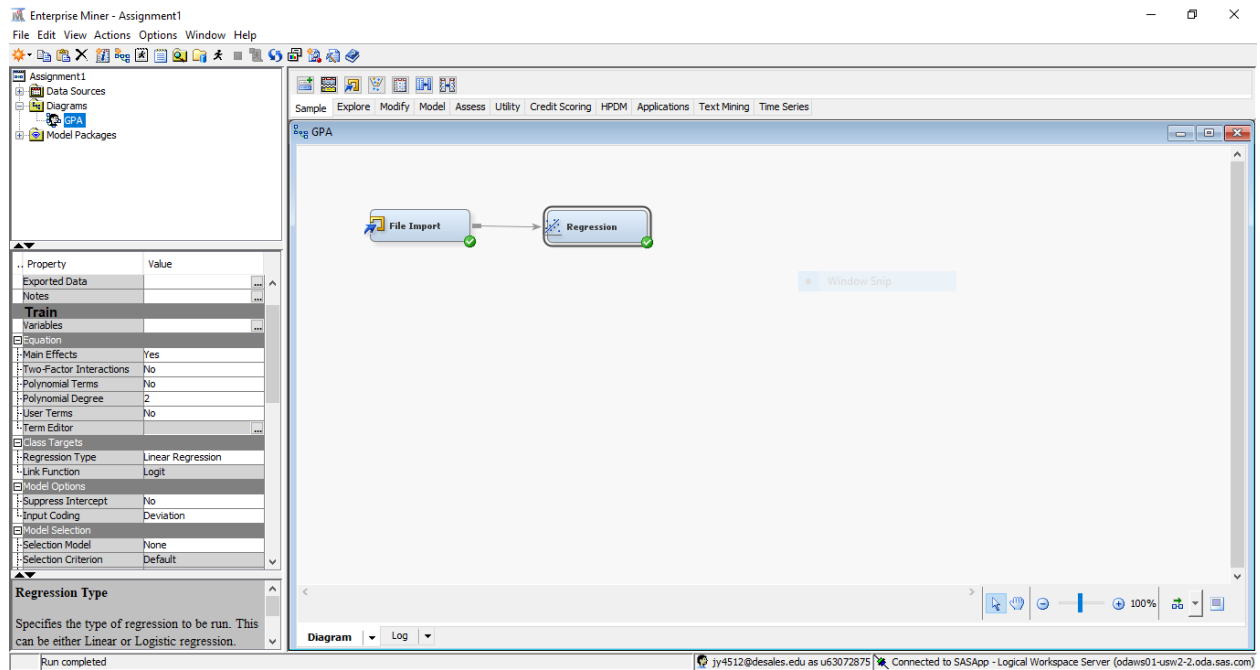 Enterprise Miner - Assignment1
File Edit View Actions Options Window Help
Assignment1
Data Sources
Diagrams
GPA
Model Packages
Sample Explore Modify Model Assess Utility Credit Scoring HPDM Applications Text Mining Time Series
GPA
File Import
Regression
Window Snip
.. Property Value
Exported Data ...
Notes ...
Train
Variables ...
Equation
Main Effects Yes
Two-Factor Interactions No
Polynomial Terms No
Polynomial Degree 2
User Terms No
Term Editor ...
Class Targets
Regression Type Linear Regression
Link Function Logit
Model Options
Suppress Intercept No
Input Coding Deviation
Model Selection
Selection Model None
Selection Criterion Default
Regression Type
Specifies the type of regression to be run. This
can be either Linear or Logistic regression.
100%
Diagram Log
Run completed
jy4512@desales.edu as u63072875 Connected to SASApp - Logical Workspace Server (odaws01-usw2-2.oda.sas.com)